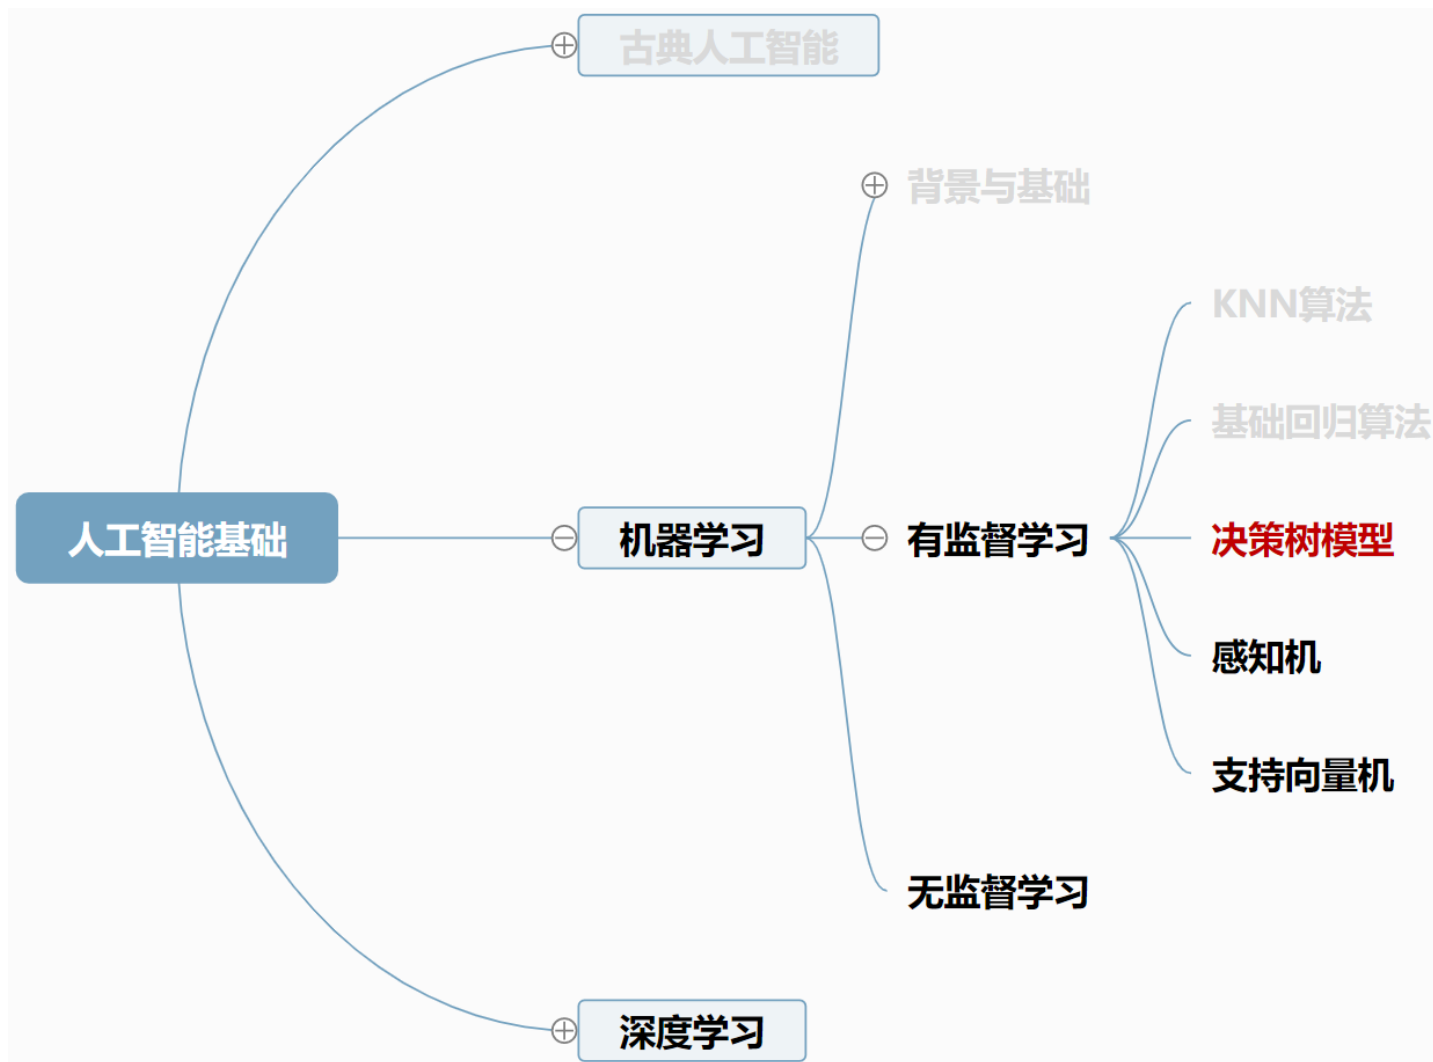 古典人工智能
背景与基础
KNN算法
基础回归算法
人工智能基础
机器学习
有监督学习
决策树模型
感知机
支持向量机
无监督学习
深度学习